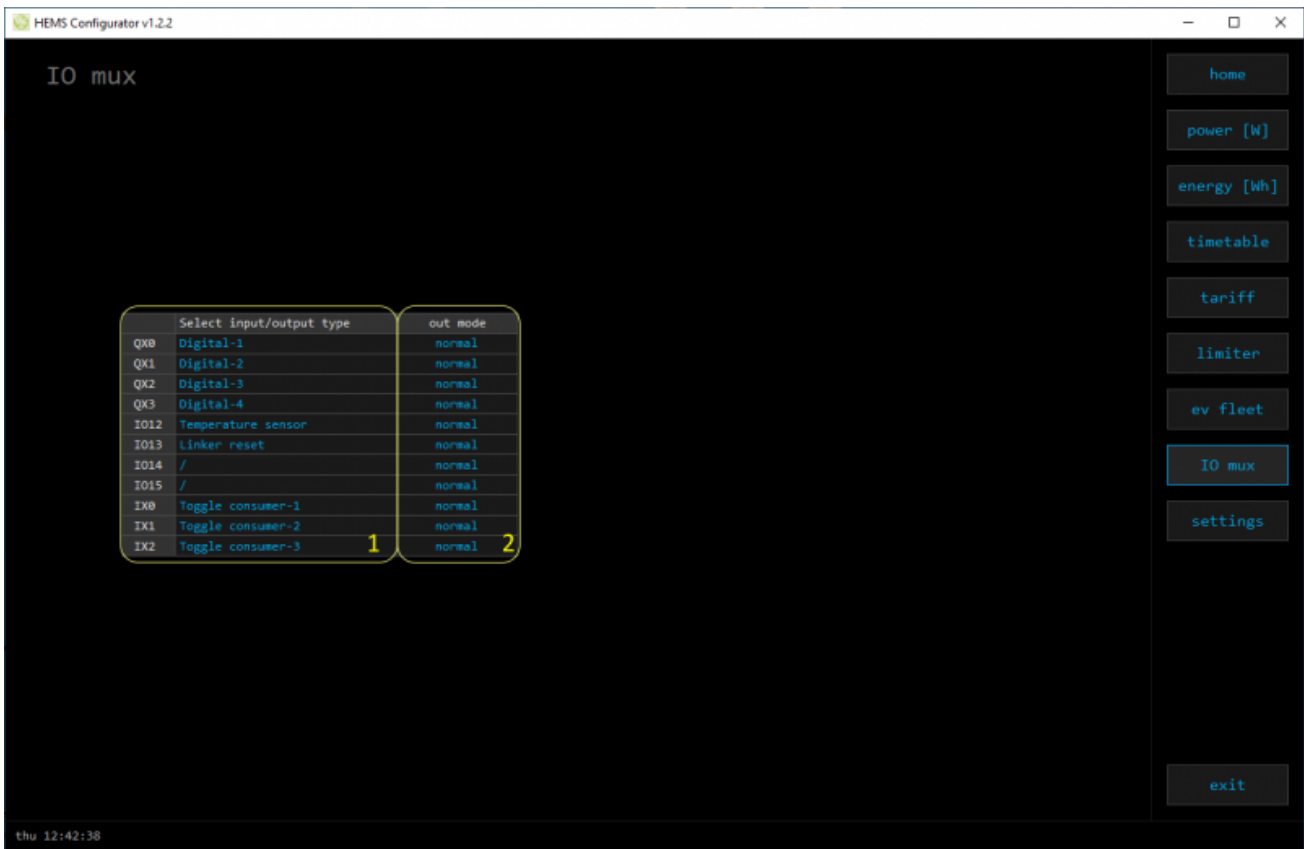 HEMS Configurator v1.2.2
IO mux
home
power [W]
energy [Wh]
timetable
tariff
limiter
ev fleet
IO mux
settings
exit
Select input/output type out mode
QX0 Digital-1 normal
QX1 Digital-2 normal
QX2 Digital-3 normal
QX3 Digital-4 normal
IO12 Temperature sensor normal
IO13 Linker reset normal
IO14 / normal
IO15 / normal
IX0 Toggle consumer-1 normal
IX1 Toggle consumer-2 normal
IX2 Toggle consumer-3 1 normal 2
thu 12:42:38